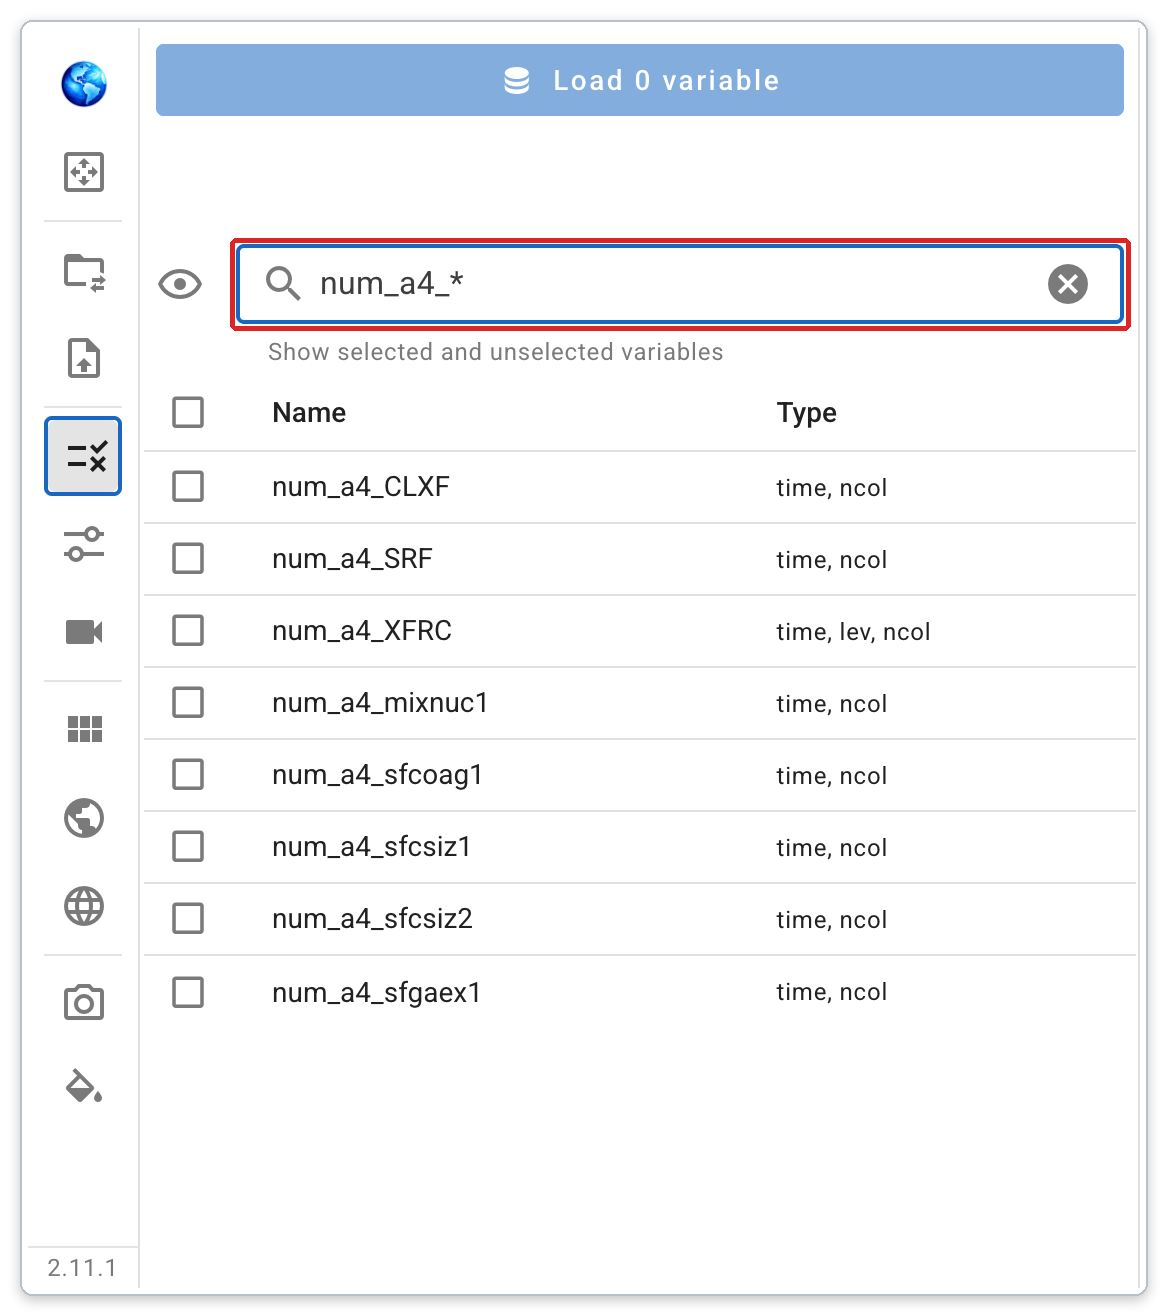 Load 0 variable
num_a4_*
Show selected and unselected variables
Name Type
num_a4_CLXF time, ncol
num_a4_SRF time, ncol
num_a4_XFRC time, lev, ncol
num_a4_mixnuc1 time, ncol
num_a4_sfcoag1 time, ncol
num_a4_sfcsiz1 time, ncol
num_a4_sfcsiz2 time, ncol
num_a4_sfgaex1 time, ncol
2.11.1